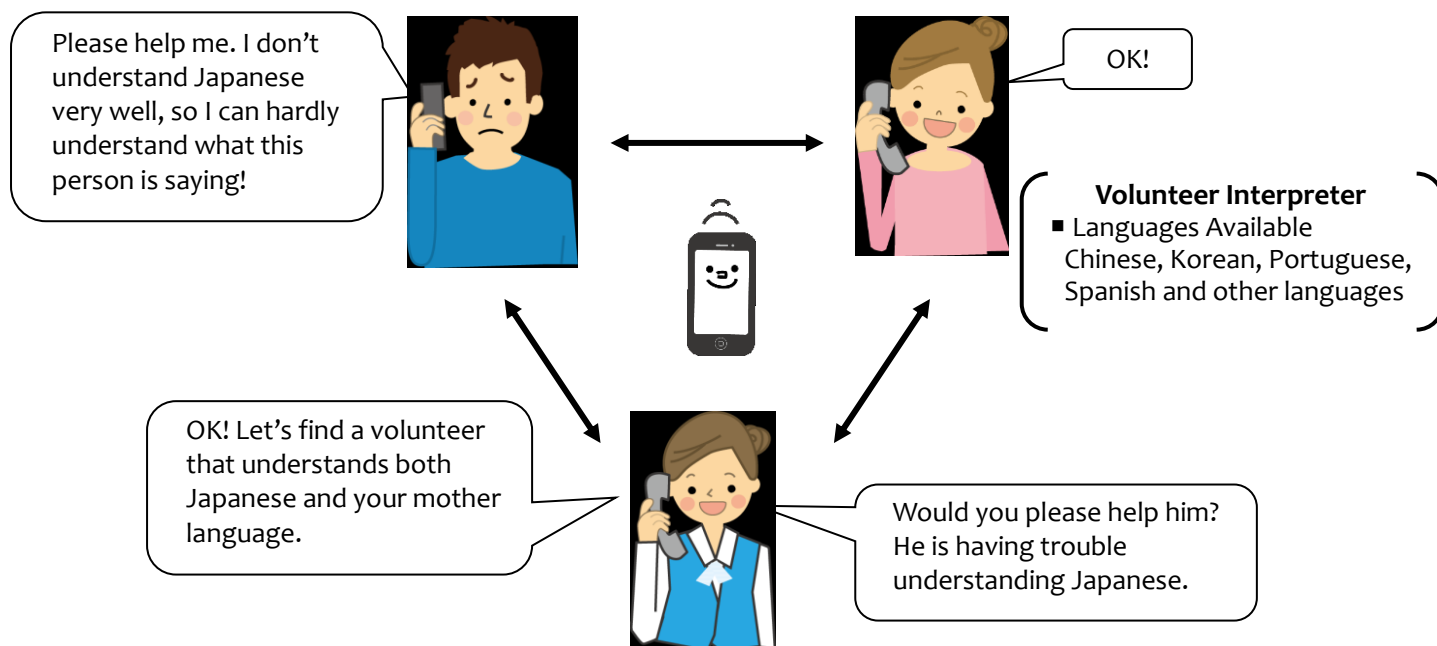 Please help me. I don’t
understand Japanese
very well, so I can hardly
understand what this
person is saying!
OK!
Volunteer Interpreter
▪ Languages Available
Chinese, Korean, Portuguese,
Spanish and other languages
OK! Let’s find a volunteer
that understands both
Japanese and your mother
language.
Would you please help him?
He is having trouble
understanding Japanese.